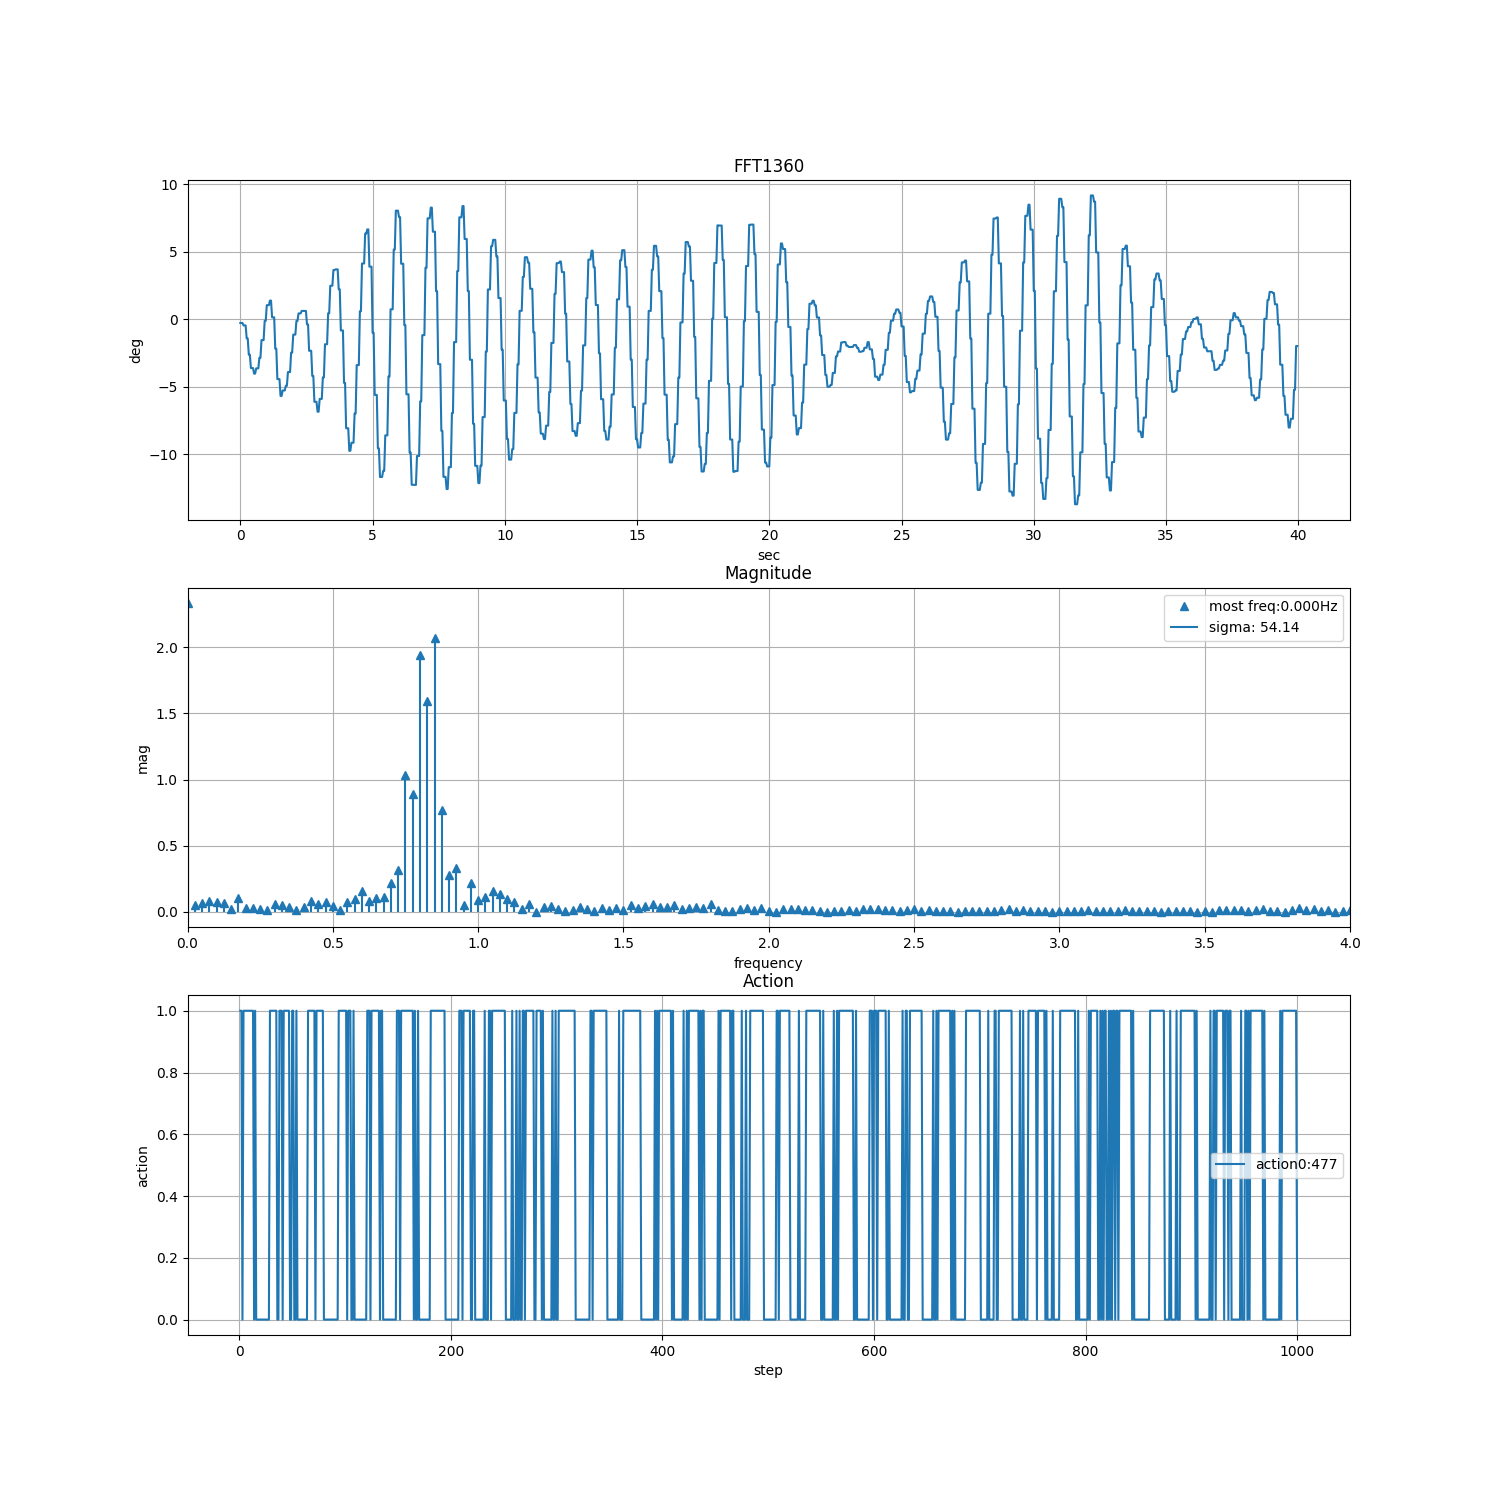 FFT1360
10
5
0
−5
−10
deg
0 5 10 15 20 25 30 35 40
sec
Magnitude
most freq:0.000Hz
sigma: 54.14
2.0
1.5
1.0
0.5
0.0
mag
0.0 0.5 1.0 1.5 2.0 2.5 3.0 3.5 4.0
frequency
Action
1.0
0.8
0.6
0.4
0.2
0.0
action
action0:477
0 200 400 600 800 1000
step